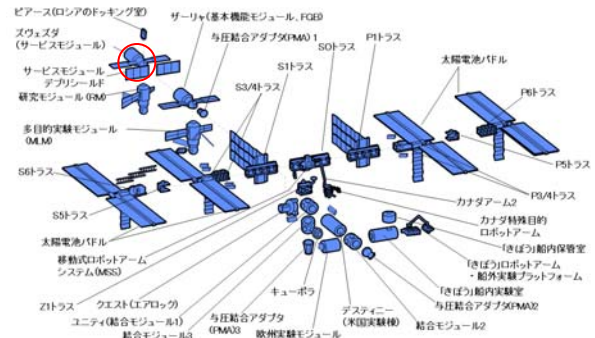 ピアース(ロシアのドッキング室)
ザーリャ(基本機能モジュール、FGB)
ズヴェズダ
(サービスモジュール)
与圧結合アダプタ(PMA)1
S0トラス
P1トラス
太陽電池パドル
サービスモジュール
デブリシールド
S1トラス
研究モジュール(RM)
S3/4トラス
P6トラス
多目的実験モジュール
(MLM)
P5トラス
S6トラス
P3/4トラス
カナダアーム2
S5トラス
カナダ特殊目的
ロボットアーム
太陽電池パドル
「きぼう」船内保管室
移動式ロボットアーム
システム(MSS)
「きぼう」ロボットアーム
・船外実験プラットフォーム
Z1トラス
クエスト(エアロック)
キューポラ
「きぼう」船内実験室
ユニティ(結合モジュール1)
与圧結合アダプタ
(PMA)3
デスティニー
(米国実験棟)
与圧結合アダプタ(PMA)2
結合モジュール3
欧州実験モジュール
結合モジュール2